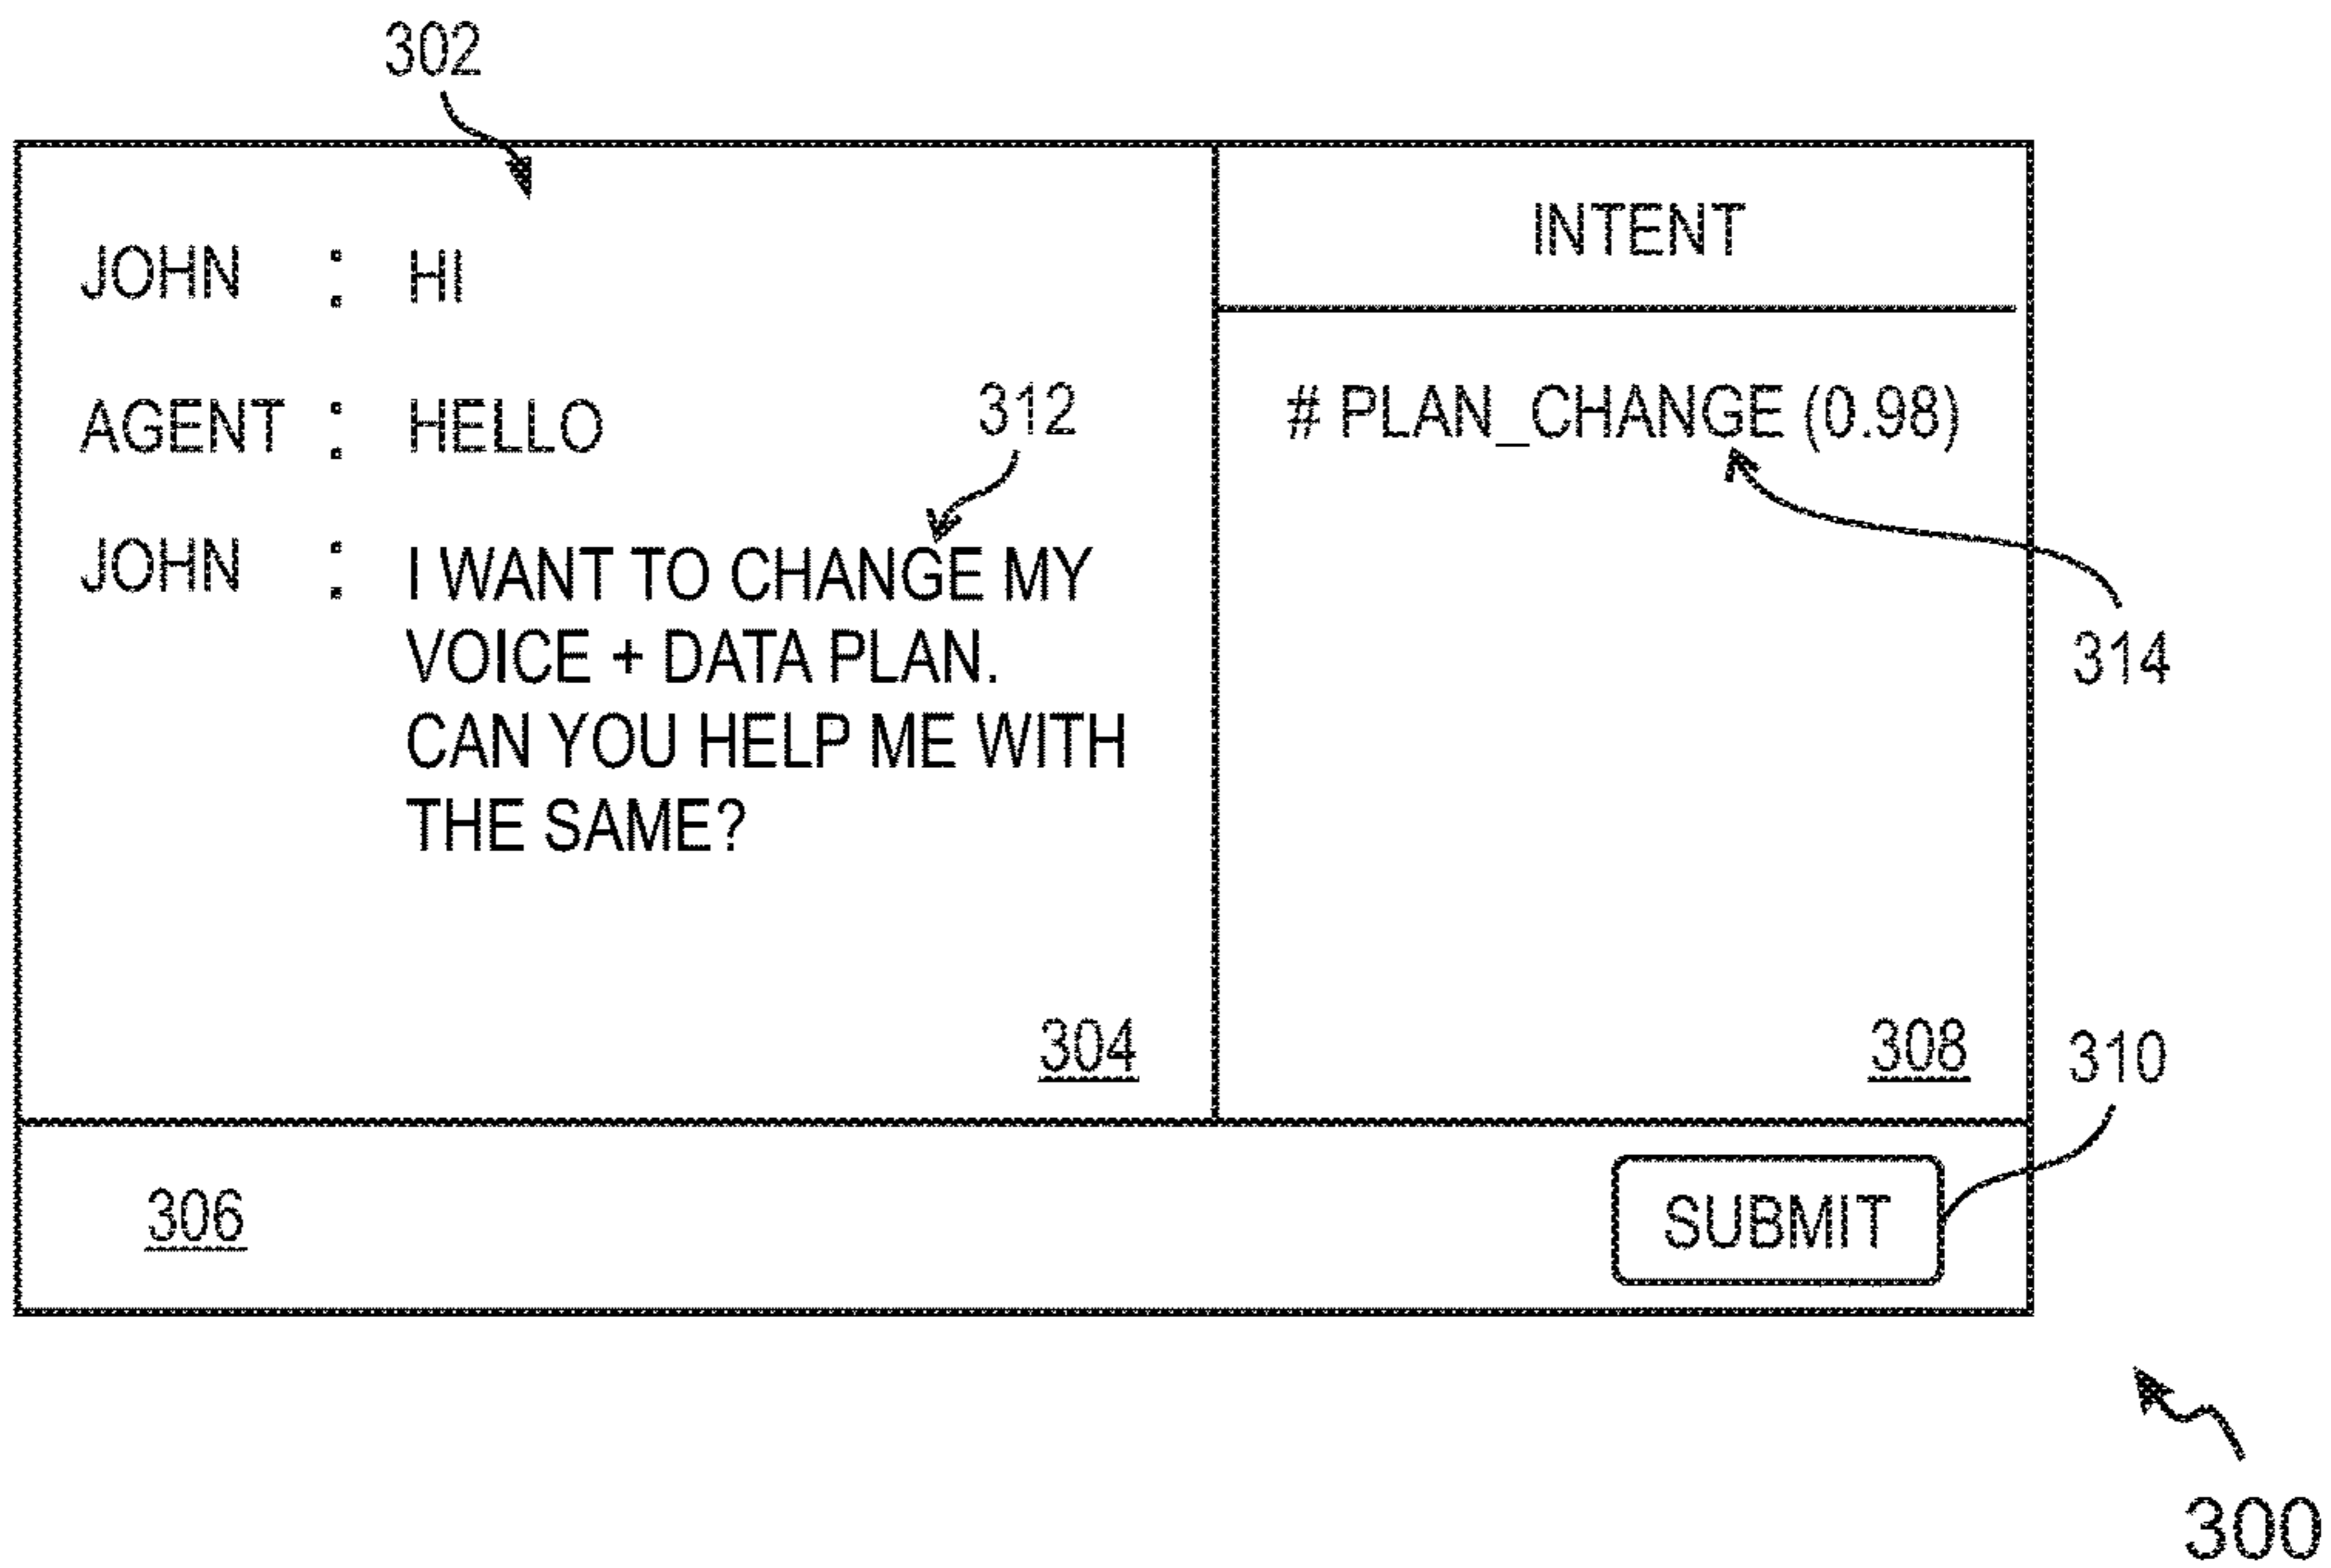 302
JOHN : HI
AGENT : HELLO
312
JOHN : I WANT TO CHANGE MY
VOICE + DATA PLAN.
CAN YOU HELP ME WITH
THE SAME?
304
INTENT
# PLAN_CHANGE (0.98)
314
308
310
306
SUBMIT
300